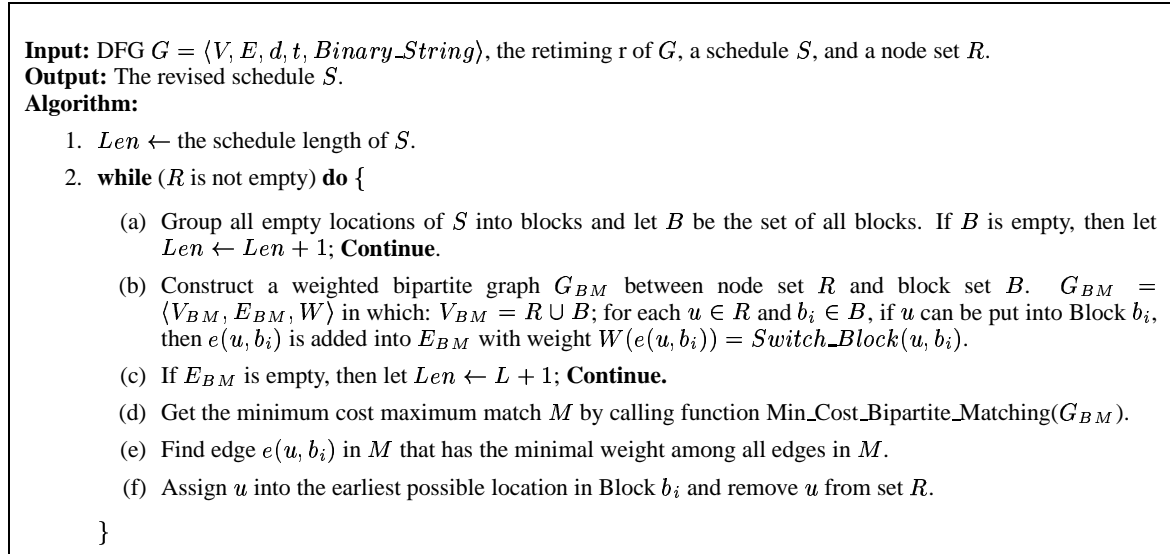 Input: DFG G = ⟨V, E, d, t, Binary_String⟩, the retiming r of G, a schedule S, and a node set R.
Output: The revised schedule S.
Algorithm:
1. Len ← the schedule length of S.
2. while (R is not empty) do {
(a) Group all empty locations of S into blocks and let B be the set of all blocks. If B is empty, then let
Len ← Len + 1; Continue.
(b) Construct a weighted bipartite graph G_BM between node set R and block set B. G_BM =
⟨V_BM, E_BM, W⟩ in which: V_BM = R ∪ B; for each u ∈ R and b_i ∈ B, if u can be put into Block b_i,
then e(u, b_i) is added into E_BM with weight W(e(u, b_i)) = Switch_Block(u, b_i).
(c) If E_BM is empty, then let Len ← L + 1; Continue.
(d) Get the minimum cost maximum match M by calling function Min_Cost_Bipartite_Matching(G_BM).
(e) Find edge e(u, b_i) in M that has the minimal weight among all edges in M.
(f) Assign u into the earliest possible location in Block b_i and remove u from set R.
}